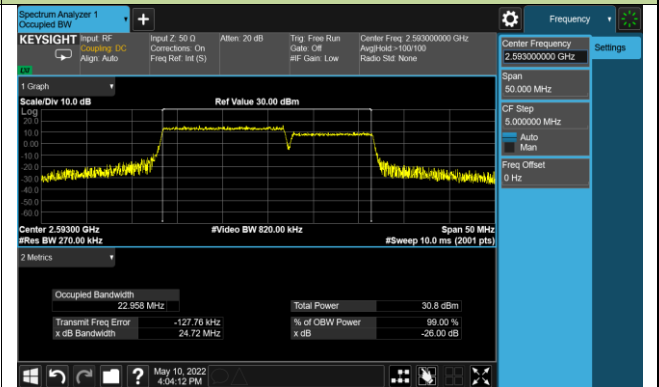 Spectrum Analyzer 1
Occupied BW
Frequency
KEYSIGHT
Input: RF
Coupling: DC
Align: Auto
Input Z: 50 Ω
Corrections: On
Freq Ref: Int (S)
Atten: 20 dB
Trig: Free Run
Gate: Off
#IF Gain: Low
Center Freq: 2.593000000 GHz
Avg|Hold:>100/100
Radio Std: None
Center Frequency
2.593000000 GHz
Settings
Span
50.000 MHz
CF Step
5.000000 MHz
Auto
Man
Freq Offset
0 Hz
1 Graph
Scale/Div 10.0 dB
Ref Value 30.00 dBm
Log
20.0
10.0
0.00
-10.0
-20.0
-30.0
-40.0
-50.0
-60.0
Center 2.59300 GHz
#Video BW 820.00 kHz
Span 50 MHz
#Res BW 270.00 kHz
#Sweep 10.0 ms (2001 pts)
2 Metrics
Occupied Bandwidth
22.958 MHz
Total Power
30.8 dBm
Transmit Freq Error
-127.76 kHz
% of OBW Power
99.00 %
x dB Bandwidth
24.72 MHz
x dB
-26.00 dB
May 10, 2022
4:04:12 PM